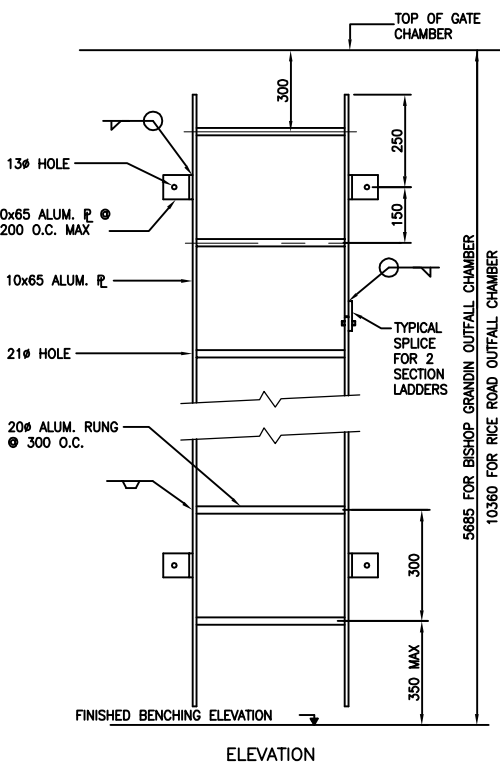 TOP OF GATE
CHAMBER
300
250
13ø HOLE
0x65 ALUM. ⅊ @
200 O.C. MAX
150
10x65 ALUM. ⅊
TYPICAL
SPLICE
FOR 2
SECTION
LADDERS
21ø HOLE
5685 FOR BISHOP GRANDIN OUTFALL CHAMBER
10360 FOR RICE ROAD OUTFALL CHAMBER
20ø ALUM. RUNG
@ 300 O.C.
300
350 MAX
FINISHED BENCHING ELEVATION
ELEVATION